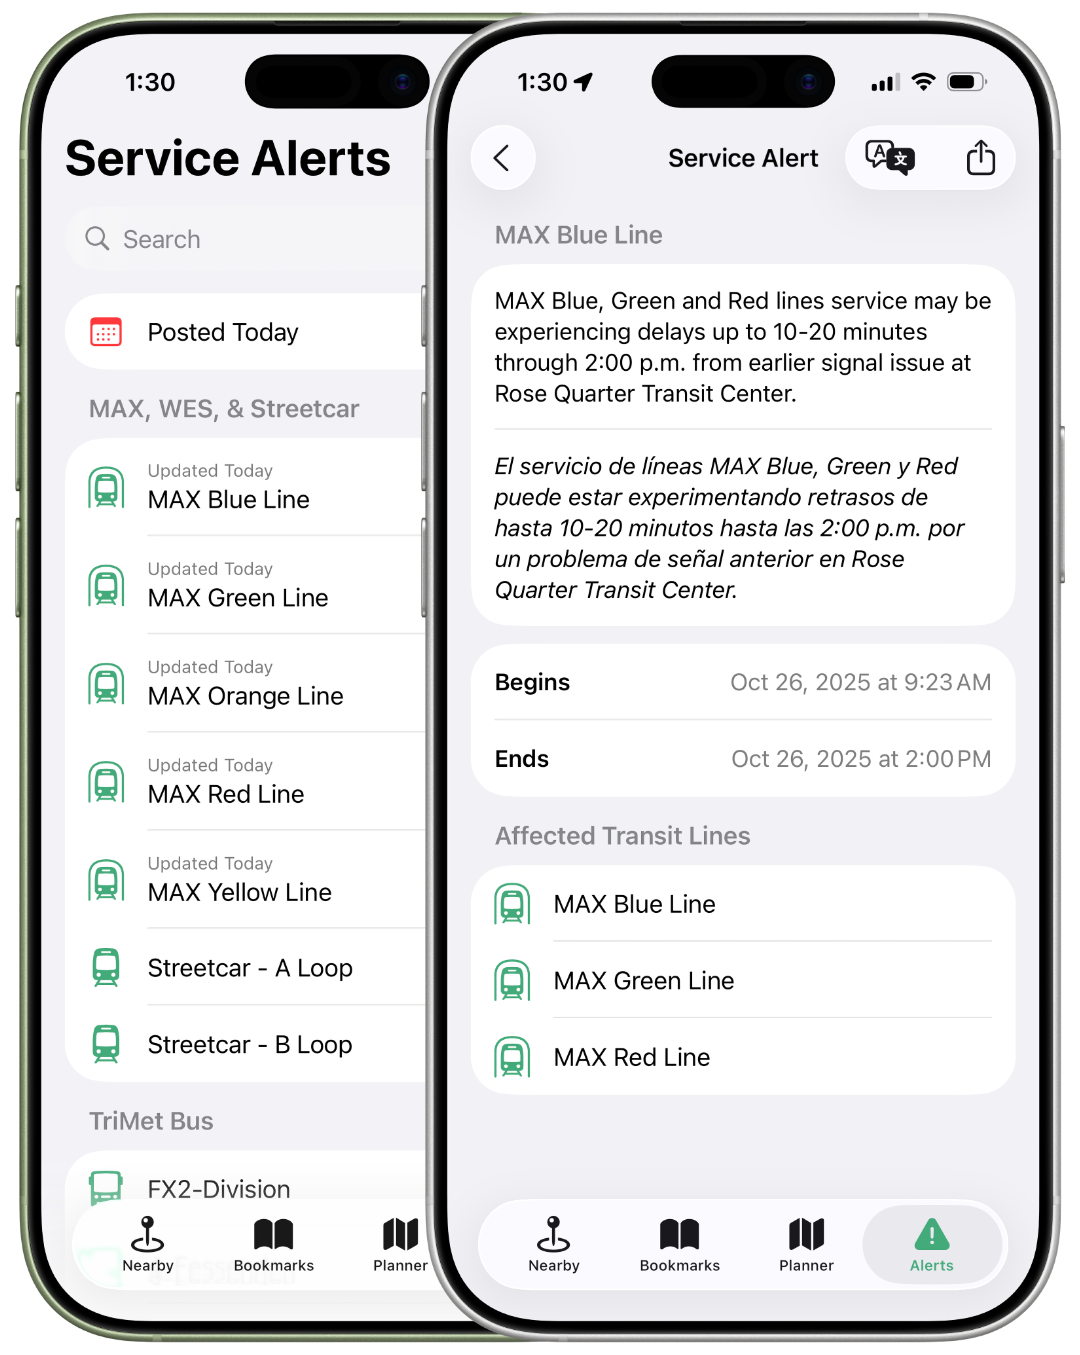 1:30
Service Alerts
Search
Posted Today
MAX, WES, & Streetcar
Updated Today
MAX Blue Line
Updated Today
MAX Green Line
Updated Today
MAX Orange Line
Updated Today
MAX Red Line
Updated Today
MAX Yellow Line
Streetcar - A Loop
Streetcar - B Loop
TriMet Bus
FX2-Division
Nearby
Bookmarks
Planner
1:30
Service Alert
A 文
MAX Blue Line
MAX Blue, Green and Red lines service may be
experiencing delays up to 10-20 minutes
through 2:00 p.m. from earlier signal issue at
Rose Quarter Transit Center.
El servicio de líneas MAX Blue, Green y Red
puede estar experimentando retrasos de
hasta 10-20 minutos hasta las 2:00 p.m. por
un problema de señal anterior en Rose
Quarter Transit Center.
Begins Oct 26, 2025 at 9:23 AM
Ends Oct 26, 2025 at 2:00 PM
Affected Transit Lines
MAX Blue Line
MAX Green Line
MAX Red Line
Nearby
Bookmarks
Planner
Alerts